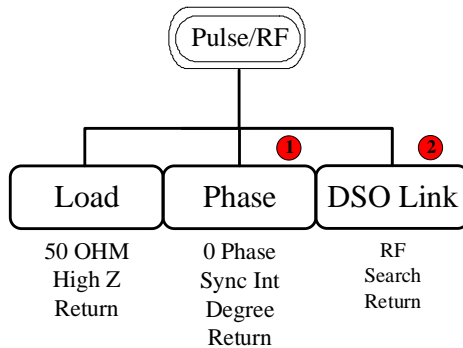 Pulse/RF
1
2
Load
Phase
DSO Link
50 OHM
High Z
Return
0 Phase
Sync Int
Degree
Return
RF
Search
Return